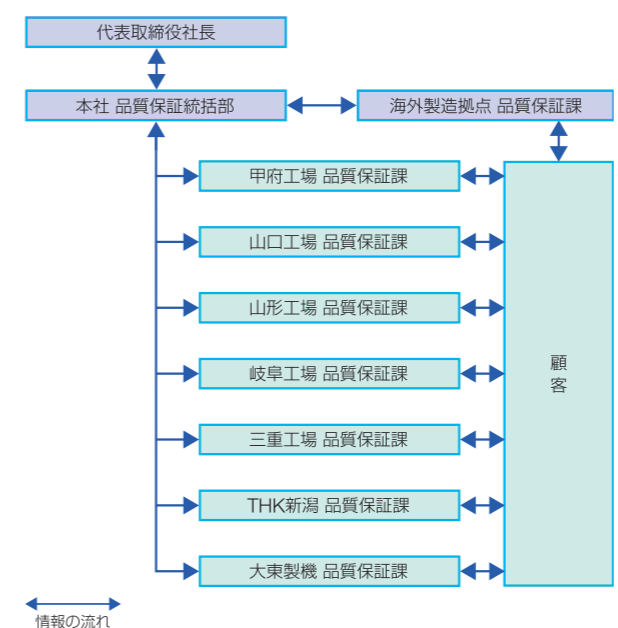 代表取締役社長
本社 品質保証統括部
海外製造拠点 品質保証課
甲府工場 品質保証課
山口工場 品質保証課
山形工場 品質保証課
岐阜工場 品質保証課
三重工場 品質保証課
THK新潟 品質保証課
大東製機 品質保証課
顧
客
情報の流れ